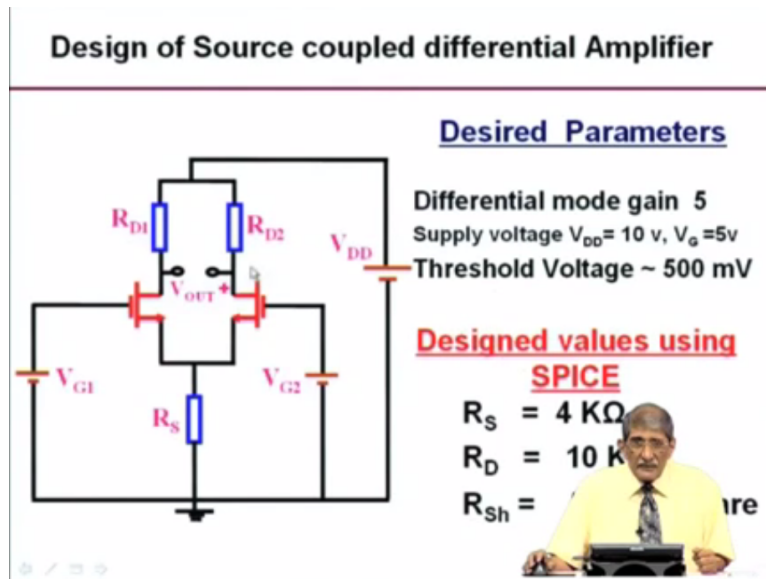 Design of Source coupled differential Amplifier
Desired Parameters
Differential mode gain 5
Supply voltage VDD= 10 v, VG =5v
Threshold Voltage ~ 500 mV
Designed values using
SPICE
RS = 4 KΩ
RD = 10 K
RSh =
RD1
RD2
VDD
VOUT +
VG1
VG2
RS